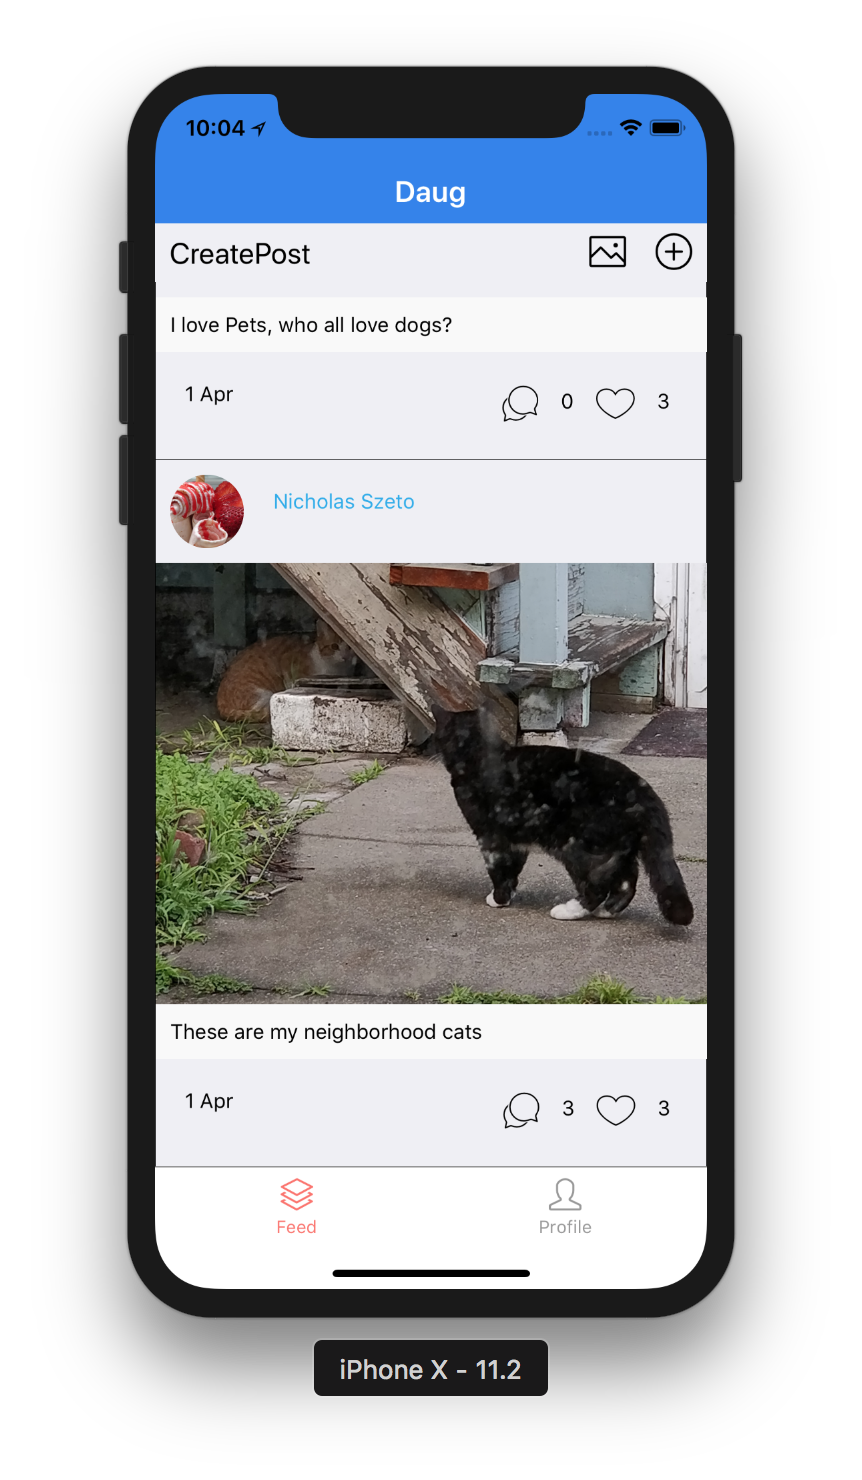 10:04
Daug
CreatePost
I love Pets, who all love dogs?
1 Apr 0 3
Nicholas Szeto
These are my neighborhood cats
1 Apr 3 3
Feed Profile
iPhone X - 11.2